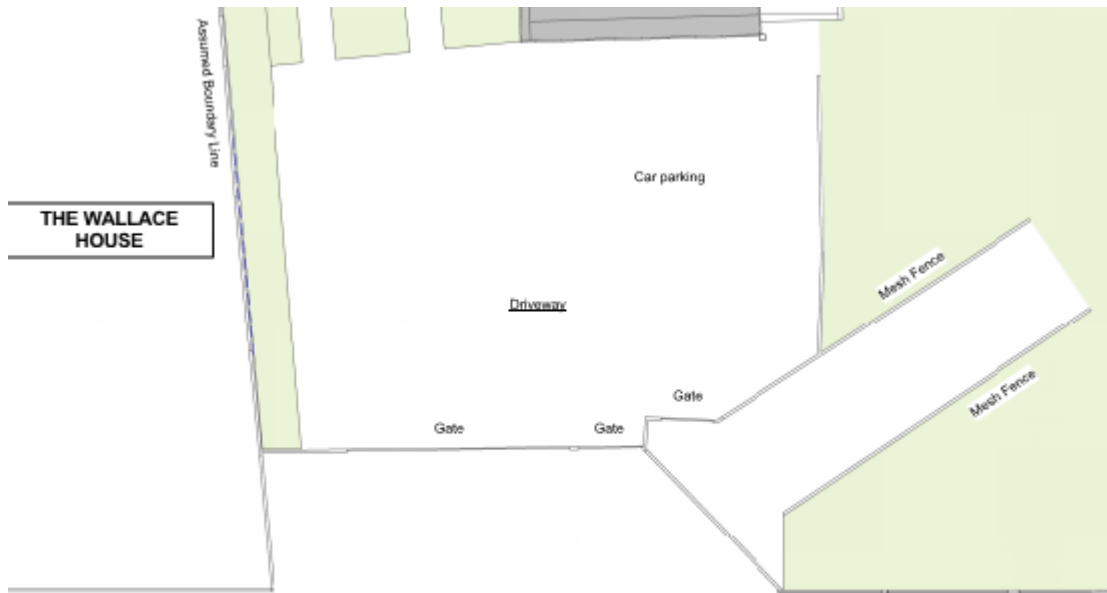 Assumed Boundary Line
Car parking
THE WALLACE
HOUSE
Mesh Fence
Driveway
Mesh Fence
Gate
Gate
Gate